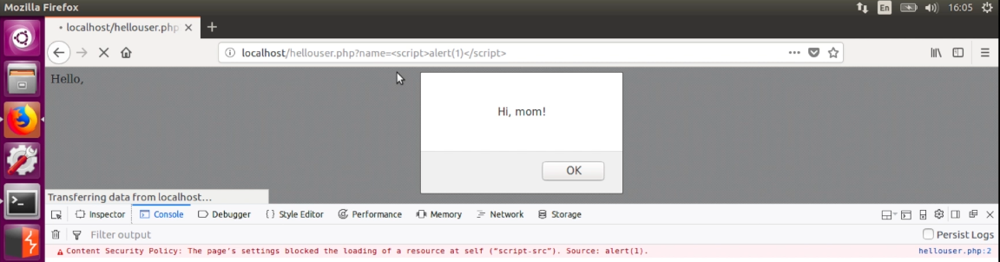 Mozilla Firefox
En
16:05
localhost/hellouser.php
localhost/hellouser.php?name=<script>alert(1)</script>
Hello,
Hi, mom!
OK
Transferring data from localhost...
Inspector Console Debugger { } Style Editor Performance Memory Network Storage
Filter output
Persist Logs
Content Security Policy: The page's settings blocked the loading of a resource at self (“script-src”). Source: alert(1).
hellouser.php:2